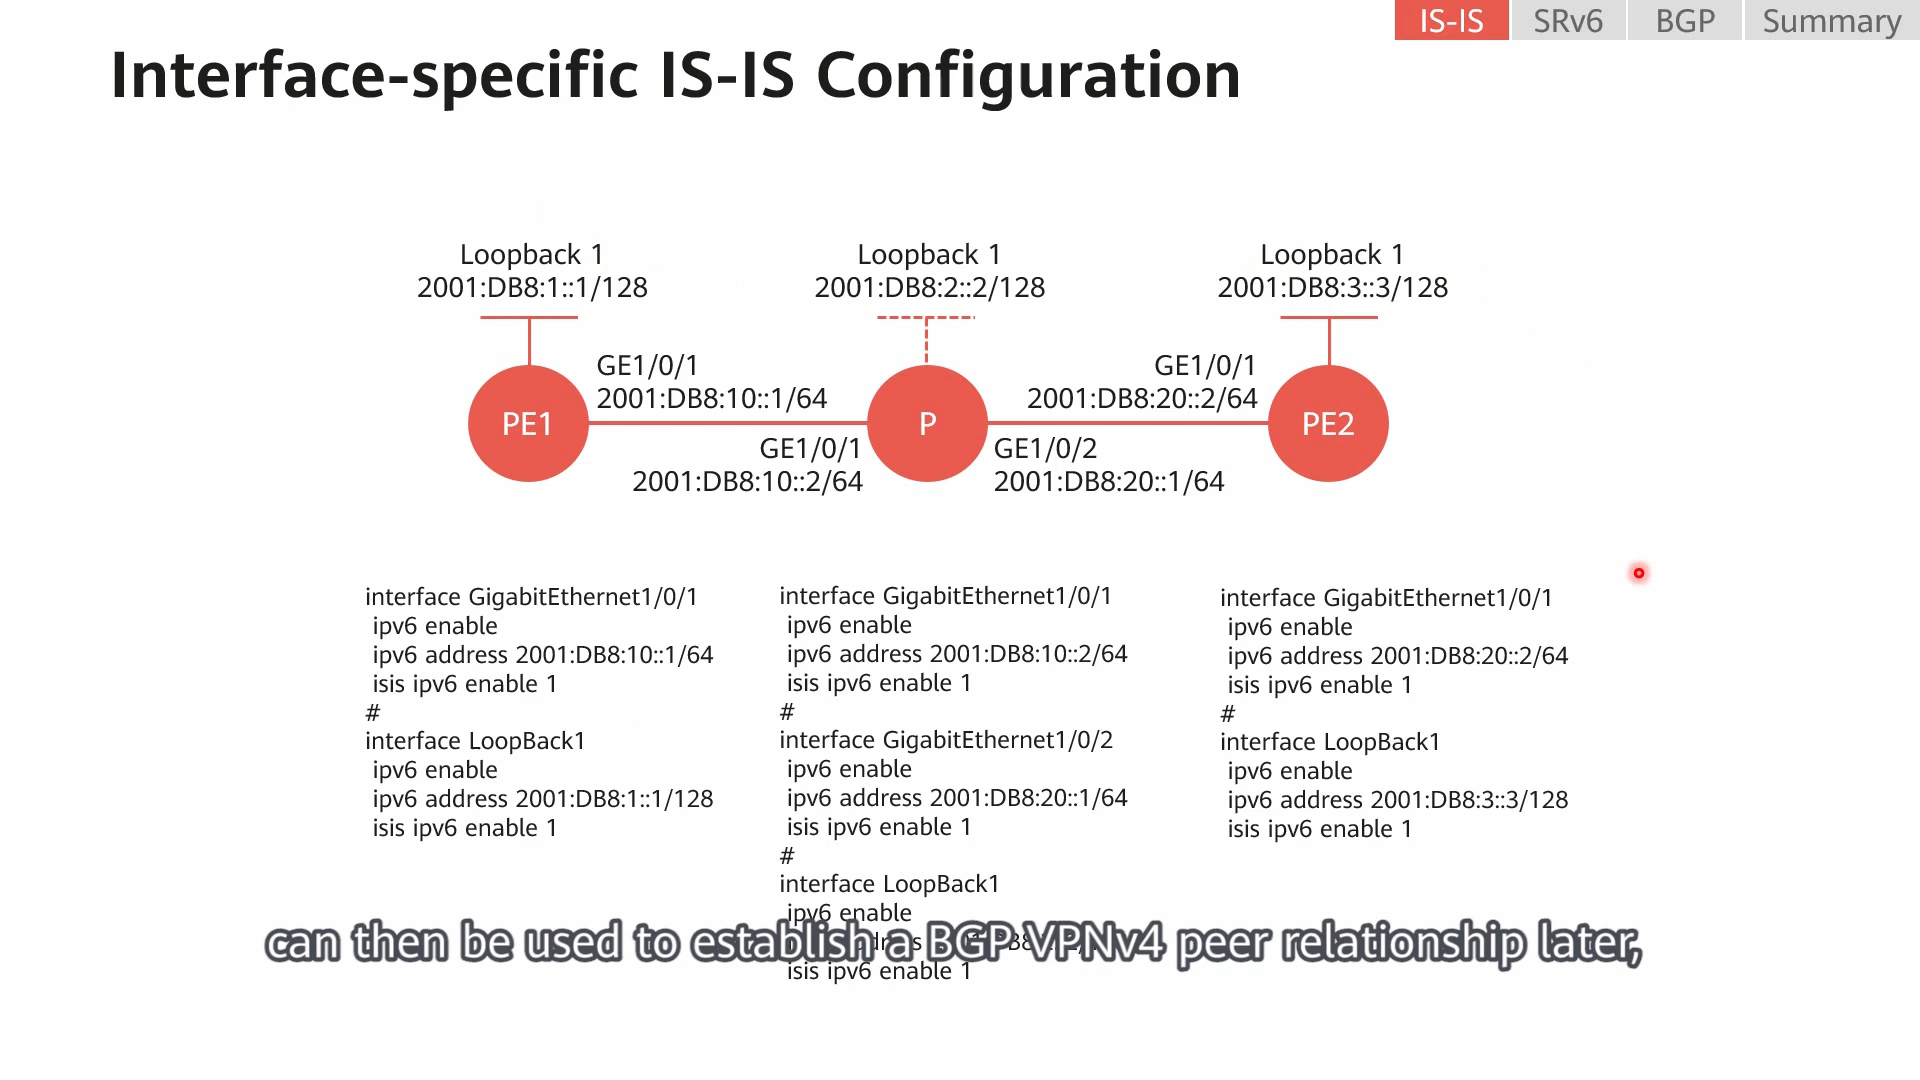 IS-IS
SRv6
BGP
Summary
Interface-specific IS-IS Configuration
Loopback 1
2001:DB8:1::1/128
Loopback 1
2001:DB8:2::2/128
Loopback 1
2001:DB8:3::3/128
GE1/0/1
2001:DB8:10::1/64
GE1/0/1
2001:DB8:20::2/64
PE1
P
PE2
GE1/0/1
2001:DB8:10::2/64
GE1/0/2
2001:DB8:20::1/64
interface GigabitEthernet1/0/1
ipv6 enable
ipv6 address 2001:DB8:10::1/64
isis ipv6 enable 1
#
interface LoopBack1
ipv6 enable
ipv6 address 2001:DB8:1::1/128
isis ipv6 enable 1
interface GigabitEthernet1/0/1
ipv6 enable
ipv6 address 2001:DB8:10::2/64
isis ipv6 enable 1
#
interface GigabitEthernet1/0/2
ipv6 enable
ipv6 address 2001:DB8:20::1/64
isis ipv6 enable 1
#
interface LoopBack1
ipv6 enable
isis ipv6 enable 1
interface GigabitEthernet1/0/1
ipv6 enable
ipv6 address 2001:DB8:20::2/64
isis ipv6 enable 1
#
interface LoopBack1
ipv6 enable
ipv6 address 2001:DB8:3::3/128
isis ipv6 enable 1
can then be used to establish a BGP VPNv4 peer relationship later,